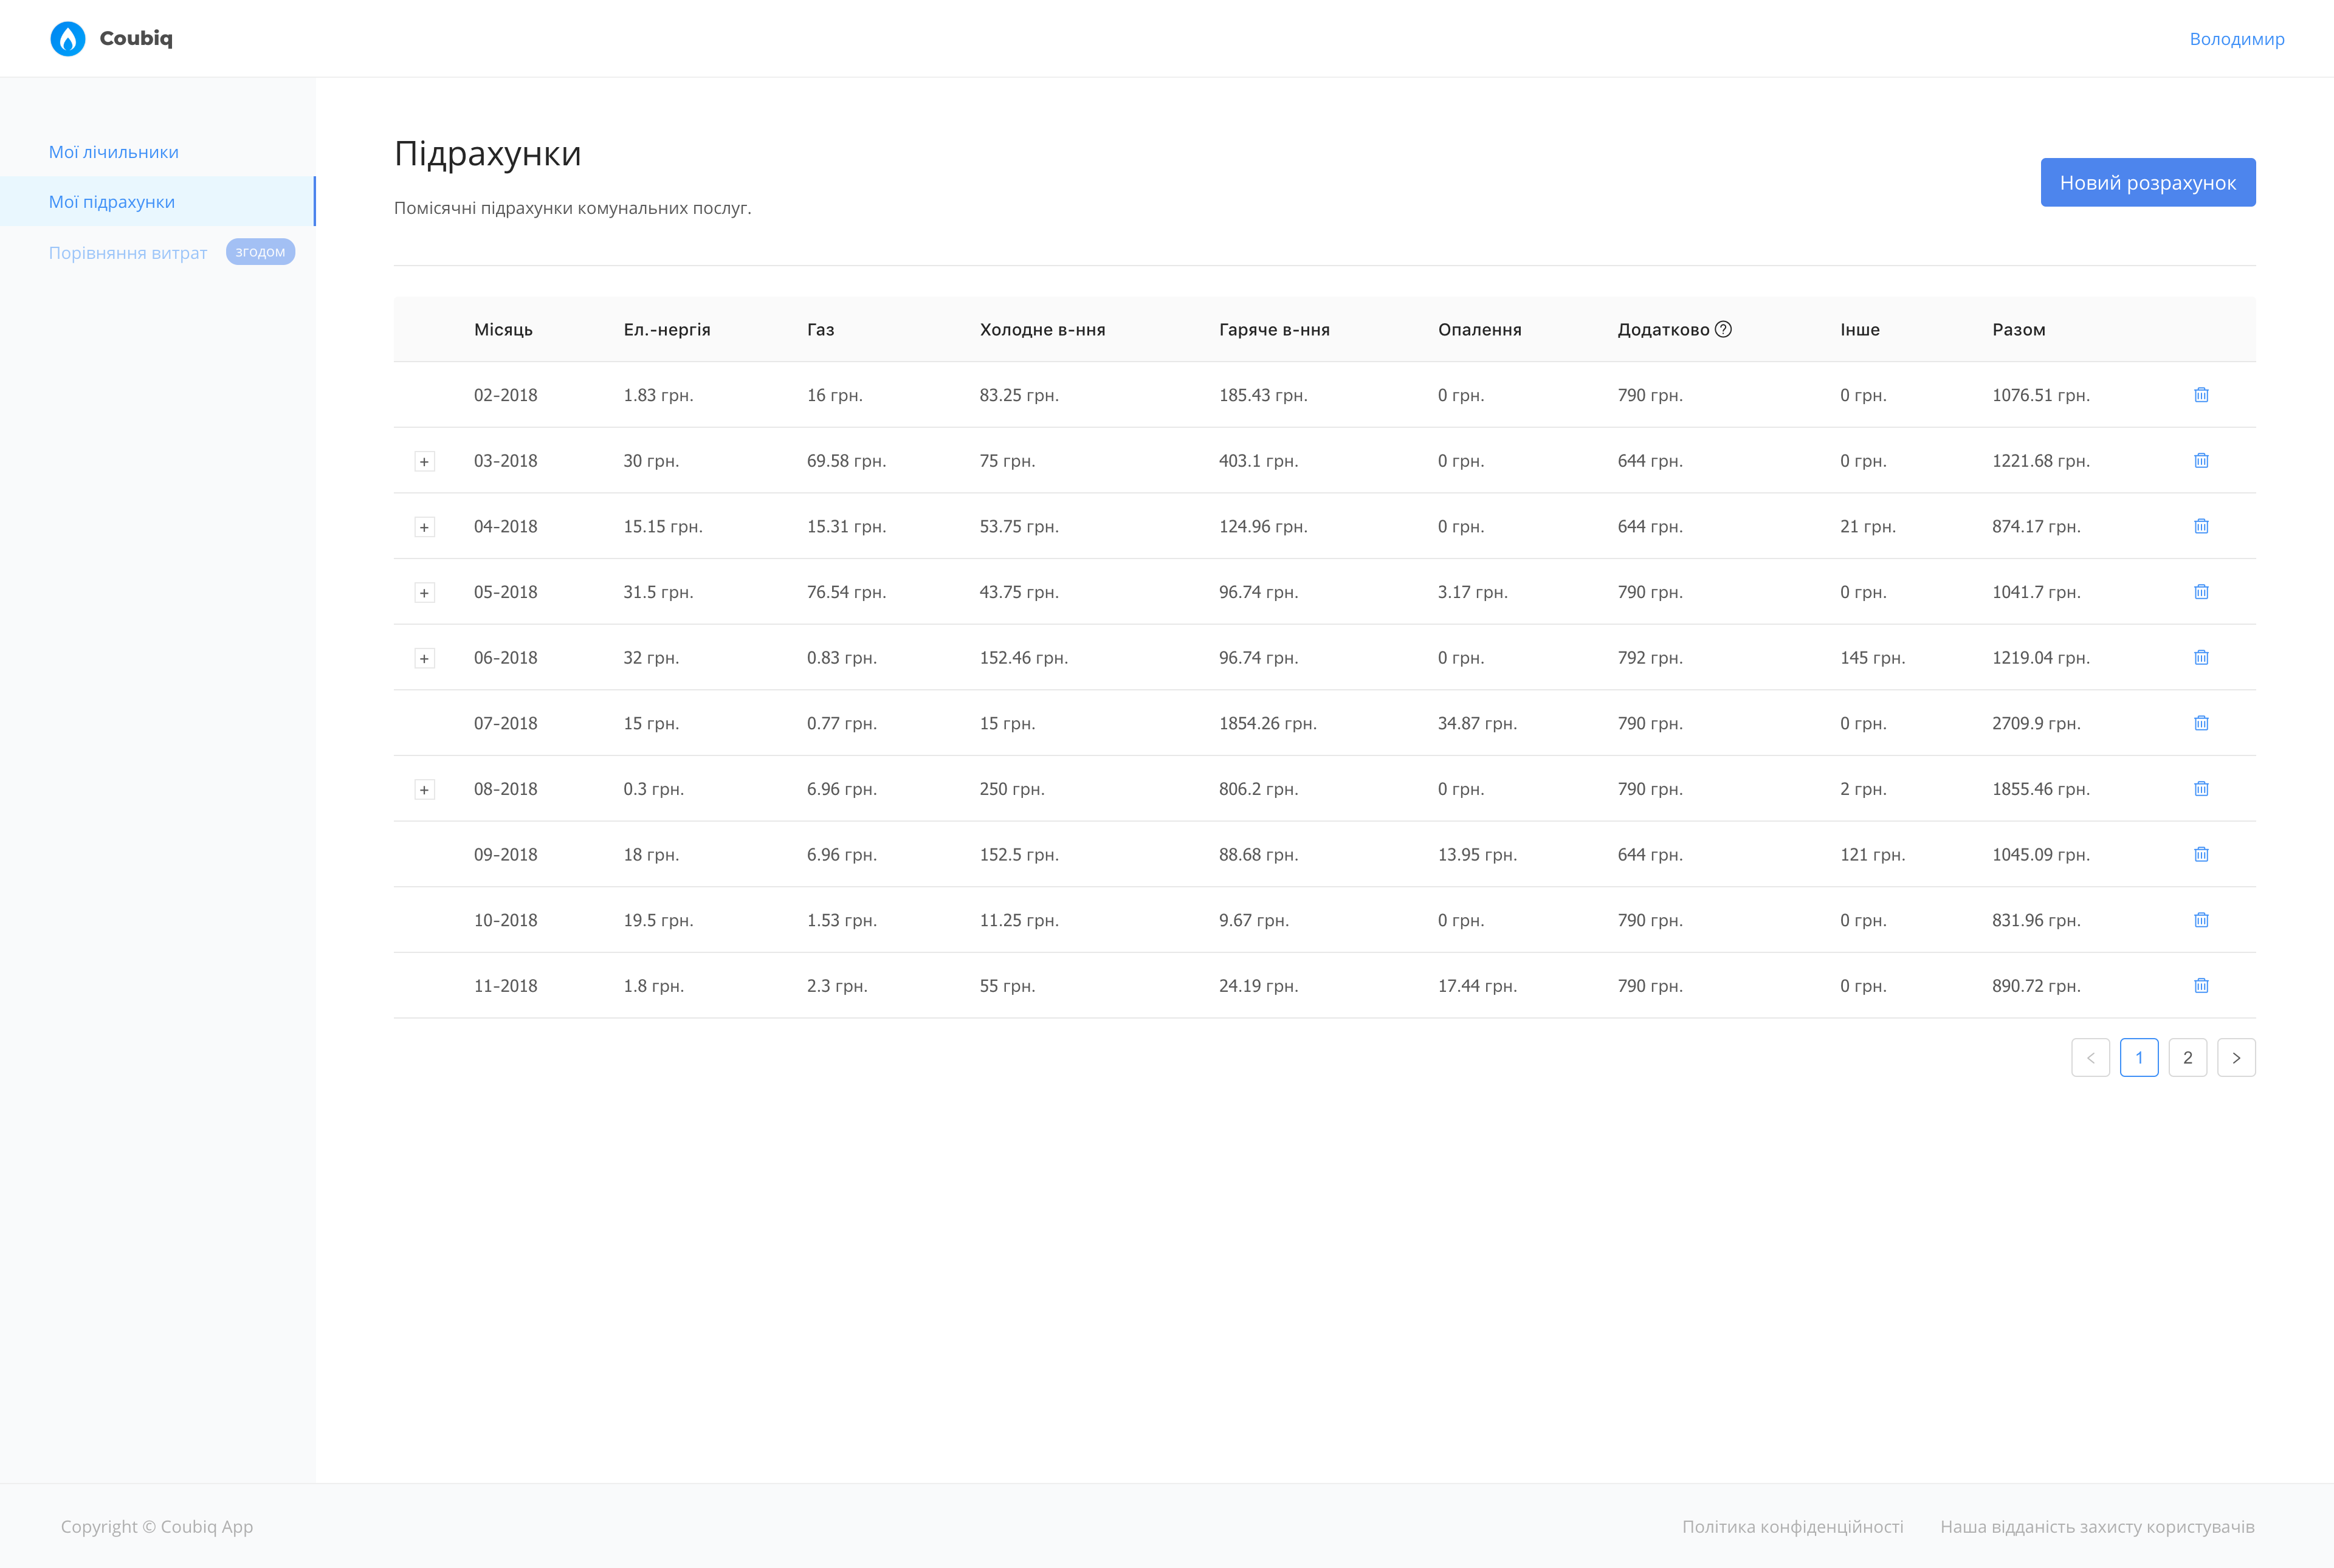 Coubiq
Володимир
Мої лічильники
Мої підрахунки
Порівняння витрат згодом
Підрахунки
Помісячні підрахунки комунальних послуг.
Новий розрахунок
Місяць Ел.-нергія Газ Холодне в-ння Гаряче в-ння Опалення Додатково Інше Разом
02-2018 1.83 грн. 16 грн. 83.25 грн. 185.43 грн. 0 грн. 790 грн. 0 грн. 1076.51 грн.
+ 03-2018 30 грн. 69.58 грн. 75 грн. 403.1 грн. 0 грн. 644 грн. 0 грн. 1221.68 грн.
+ 04-2018 15.15 грн. 15.31 грн. 53.75 грн. 124.96 грн. 0 грн. 644 грн. 21 грн. 874.17 грн.
+ 05-2018 31.5 грн. 76.54 грн. 43.75 грн. 96.74 грн. 3.17 грн. 790 грн. 0 грн. 1041.7 грн.
+ 06-2018 32 грн. 0.83 грн. 152.46 грн. 96.74 грн. 0 грн. 792 грн. 145 грн. 1219.04 грн.
07-2018 15 грн. 0.77 грн. 15 грн. 1854.26 грн. 34.87 грн. 790 грн. 0 грн. 2709.9 грн.
+ 08-2018 0.3 грн. 6.96 грн. 250 грн. 806.2 грн. 0 грн. 790 грн. 2 грн. 1855.46 грн.
09-2018 18 грн. 6.96 грн. 152.5 грн. 88.68 грн. 13.95 грн. 644 грн. 121 грн. 1045.09 грн.
10-2018 19.5 грн. 1.53 грн. 11.25 грн. 9.67 грн. 0 грн. 790 грн. 0 грн. 831.96 грн.
11-2018 1.8 грн. 2.3 грн. 55 грн. 24.19 грн. 17.44 грн. 790 грн. 0 грн. 890.72 грн.
< 1 2 >
Copyright © Coubiq App
Політика конфіденційності Наша відданість захисту користувачів